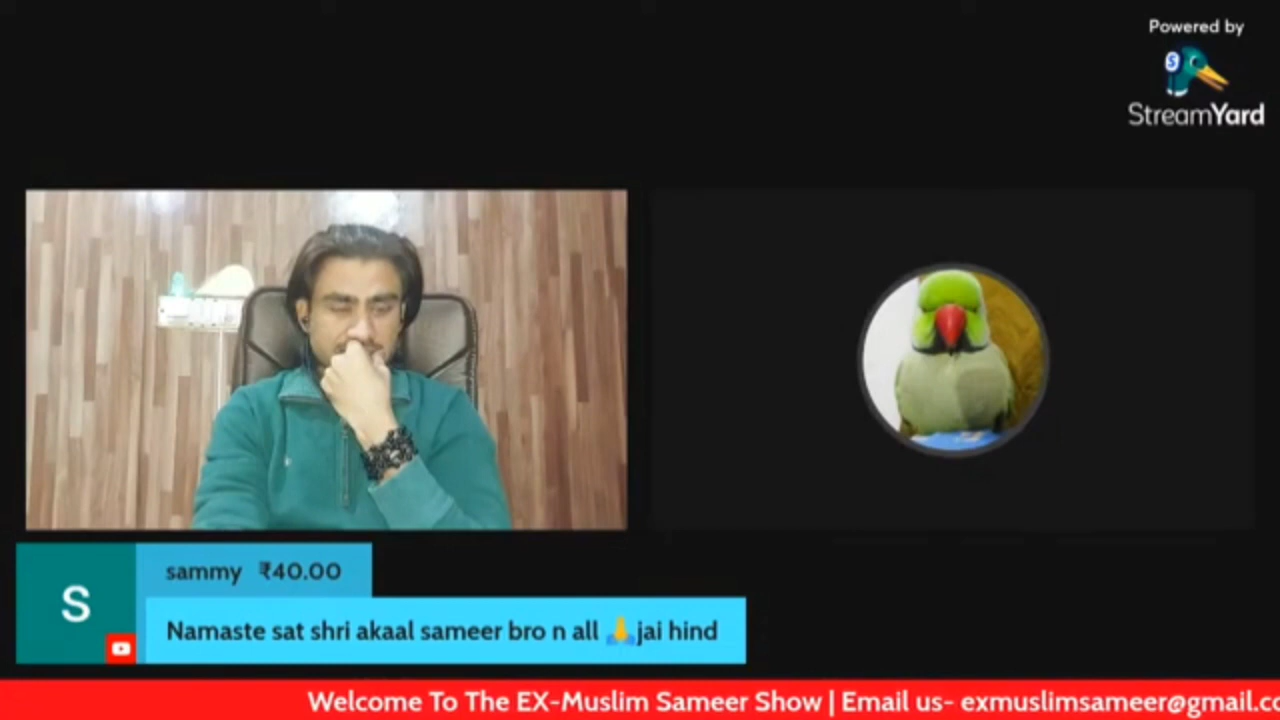 Powered by
StreamYard
S
sammy ₹40.00
Namaste sat shri akaal sameer bro n all 🙏jai hind
Welcome To The EX-Muslim Sameer Show | Email us- exmuslimsameer@gmail.co